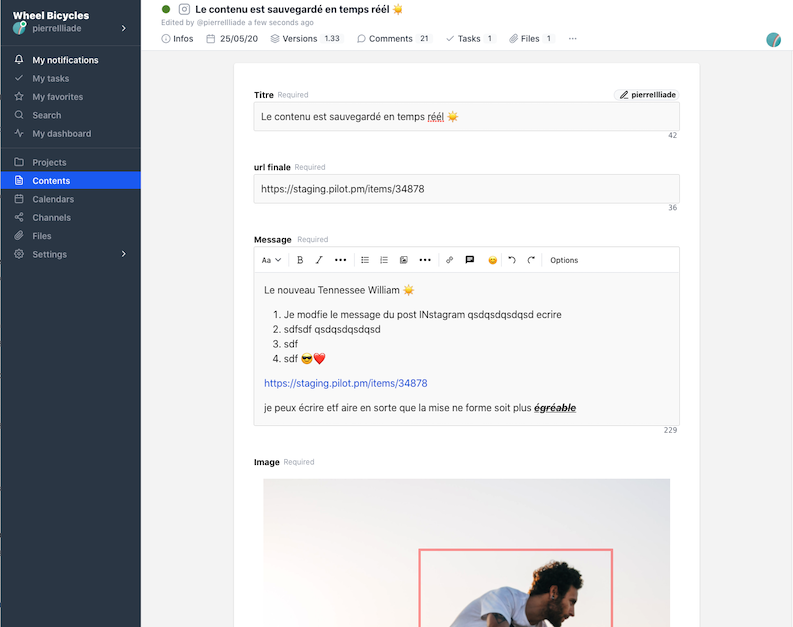 Wheel Bicycles
pierrellliade
My notifications
My tasks
My favorites
Search
My dashboard
Projects
Contents
Calendars
Channels
Files
Settings
Le contenu est sauvegardé en temps réél ☀️
Edited by @pierrellliade a few seconds ago
Infos 25/05/20 Versions 1.33 Comments 21 Tasks 1 Files 1 ...
Titre Required pierrellliade
Le contenu est sauvegardé en temps réél ☀️
42
url finale Required
https://staging.pilot.pm/items/34878
36
Message Required
Aa B I ••• ••• Options
Le nouveau Tennessee William ☀️
1. Je modfie le message du post INstagram qsdqsdqsdqsd ecrire
2. sdfsdf qsdqsdqsdqsd
3. sdf
4. sdf 😎❤️
https://staging.pilot.pm/items/34878
je peux écrire etf aire en sorte que la mise ne forme soit plus égréable
229
Image Required